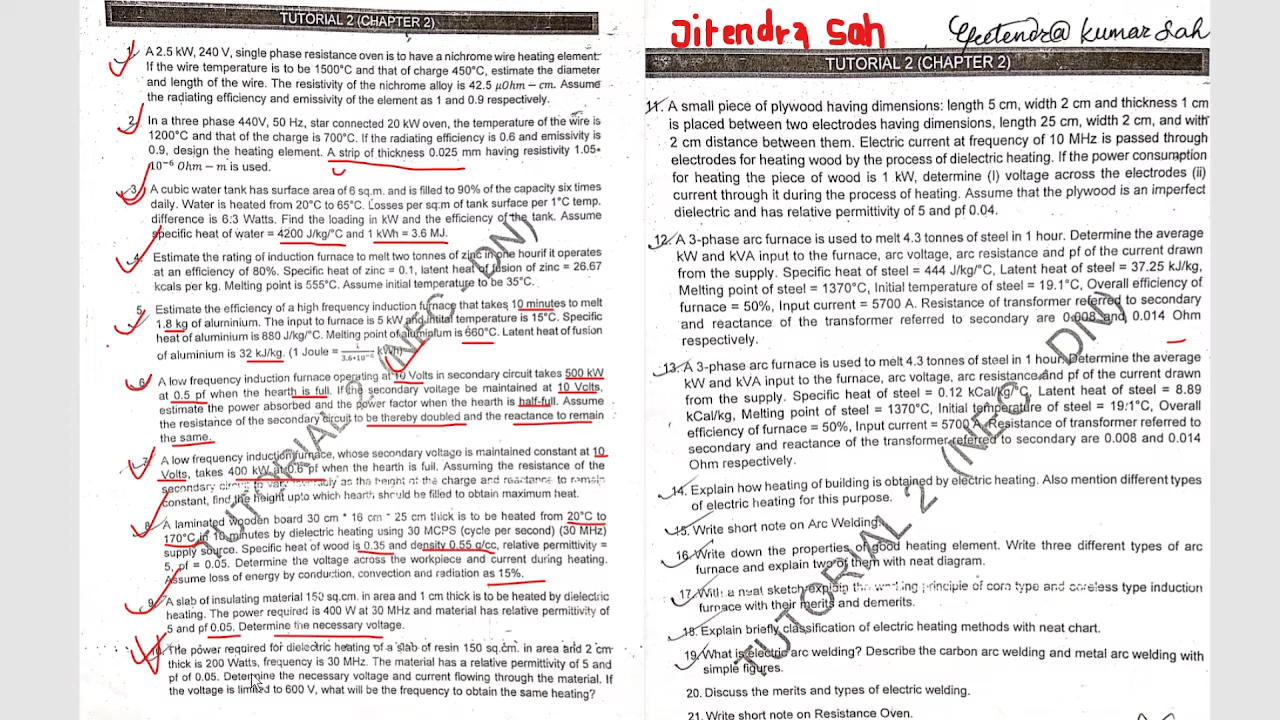 TUTORIAL 2 (CHAPTER 2)
1. A 2.5 kW, 240 V, single phase resistance oven is to have a nichrome wire heating element.
If the wire temperature is to be 1500°C and that of charge 450°C, estimate the diameter
and length of the wire. The resistivity of the nichrome alloy is 42.5 μOhm − cm. Assume
the radiating efficiency and emissivity of the element as 1 and 0.9 respectively.
2. In a three phase 440V, 50 Hz, star connected 20 kW oven, the temperature of the wire is
1200°C and that of the charge is 700°C. If the radiating efficiency is 0.6 and emissivity is
0.9, design the heating element. A strip of thickness 0.025 mm having resistivity 1.05*
10⁻⁶ Ohm − m is used.
3. A cubic water tank has surface area of 6 sq.m. and is filled to 90% of the capacity six times
daily. Water is heated from 20°C to 65°C. Losses per sq.m of tank surface per 1°C temp.
difference is 6.3 Watts. Find the loading in kW and the efficiency of the tank. Assume
specific heat of water = 4200 J/kg/°C and 1 kWh = 3.6 MJ.
4. Estimate the rating of induction furnace to melt two tonnes of zinc in one hourif it operates
at an efficiency of 80%. Specific heat of zinc = 0.1, latent heat of fusion of zinc = 26.67
kcals per kg. Melting point is 555°C. Assume initial temperature to be 35°C.
5. Estimate the efficiency of a high frequency induction furnace that takes 10 minutes to melt
1.8 kg of aluminium. The input to furnace is 5 kW and initial temperature is 15°C. Specific
heat of aluminium is 880 J/kg/°C. Melting point of aluminium is 660°C. Latent heat of fusion
of aluminium is 32 kJ/kg. (1 Joule = kWh)
6. A low frequency induction furnace operating at 10 Volts in secondary circuit takes 500 kW
at 0.5 pf when the hearth is full. If the secondary voltage be maintained at 10 Volts,
estimate the power absorbed and the power factor when the hearth is half-full. Assume
the resistance of the secondary circuit to be thereby doubled and the reactance to remain
the same.
7. A low frequency induction furnace, whose secondary voltage is maintained constant at 10
Volts, takes 400 kW at 0.6 pf when the hearth is full. Assuming the resistance of the
secondary circuit to vary as the height of the charge and reactance to remain
constant, find the height upto which hearth should be filled to obtain maximum heat.
8. A laminated wooden board 30 cm * 16 cm * 25 cm thick is to be heated from 20°C to
170°C in 10 minutes by dielectric heating using 30 MCPS (cycle per second) (30 MHz)
supply source. Specific heat of wood is 0.35 and density 0.55 g/cc, relative permittivity =
5, pf = 0.05. Determine the voltage across the workpiece and current during heating.
Assume loss of energy by conduction, convection and radiation as 15%.
9. A slab of insulating material 150 sq.cm. in area and 1 cm thick is to be heated by dielectric
heating. The power required is 400 W at 30 MHz and material has relative permittivity of
5 and pf 0.05. Determine the necessary voltage.
10. The power required for dielectric heating of a slab of resin 150 sq.cm. in area and 2 cm
thick is 200 Watts, frequency is 30 MHz. The material has a relative permittivity of 5 and
pf of 0.05. Determine the necessary voltage and current flowing through the material. If
the voltage is limited to 600 V, what will be the frequency to obtain the same heating?
TUTORIAL 2 (NEC - DN)
Jitendra Sah
Geetendra kumar Sah
TUTORIAL 2 (CHAPTER 2)
11. A small piece of plywood having dimensions: length 5 cm, width 2 cm and thickness 1 cm
is placed between two electrodes having dimensions, length 25 cm, width 2 cm, and with
2 cm distance between them. Electric current at frequency of 10 MHz is passed through
electrodes for heating wood by the process of dielectric heating. If the power consumption
for heating the piece of wood is 1 kW, determine (I) voltage across the electrodes (ii)
current through it during the process of heating. Assume that the plywood is an imperfect
dielectric and has relative permittivity of 5 and pf 0.04.
12. A 3-phase arc furnace is used to melt 4.3 tonnes of steel in 1 hour. Determine the average
kW and kVA input to the furnace, arc voltage, arc resistance and pf of the current drawn
from the supply. Specific heat of steel = 444 J/kg/°C, Latent heat of steel = 37.25 kJ/kg,
Melting point of steel = 1370°C, Initial temperature of steel = 19.1°C, Overall efficiency of
furnace = 50%, Input current = 5700 A. Resistance of transformer referred to secondary
and reactance of the transformer referred to secondary are 0.008 and 0.014 Ohm
respectively.
13. A 3-phase arc furnace is used to melt 4.3 tonnes of steel in 1 hour. Determine the average
kW and kVA input to the furnace, arc voltage, arc resistance and pf of the current drawn
from the supply. Specific heat of steel = 0.12 kCal/kg/°C, Latent heat of steel = 8.89
kCal/kg, Melting point of steel = 1370°C, Initial temperature of steel = 19.1°C, Overall
efficiency of furnace = 50%, Input current = 5700 A. Resistance of transformer referred to
secondary and reactance of the transformer referred to secondary are 0.008 and 0.014
Ohm respectively.
14. Explain how heating of building is obtained by electric heating. Also mention different types
of electric heating for this purpose.
15. Write short note on Arc Welding.
16. Write down the properties of good heating element. Write three different types of arc
furnace and explain two of them with neat diagram.
17. With a neat sketch explain the working principle of core type and coreless type induction
furnace with their merits and demerits.
18. Explain briefly classification of electric heating methods with neat chart.
19. What is electric arc welding? Describe the carbon arc welding and metal arc welding with
simple figures.
20. Discuss the merits and types of electric welding.
21. Write short note on Resistance Oven.
TUTORIAL 2 (NEC - DN)